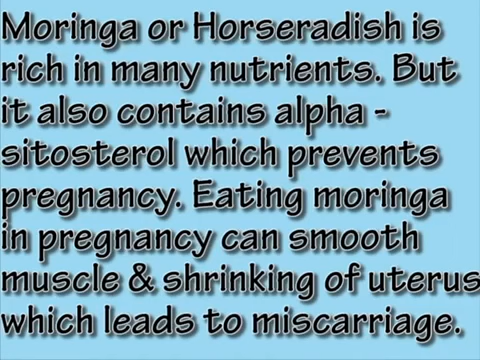 Moringa or Horseradish is
rich in many nutrients. But
it also contains alpha -
sitosterol which prevents
pregnancy. Eating moringa
in pregnancy can smooth
muscle & shrinking of uterus
which leads to miscarriage.